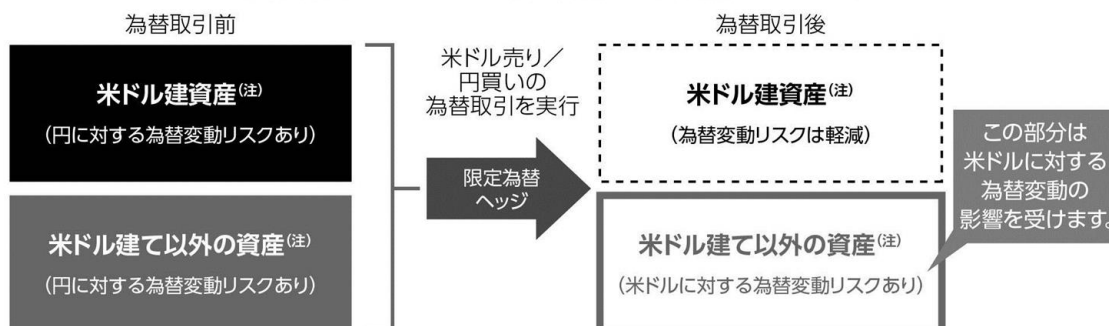 為替取引前
米ドル建資産(注)
(円に対する為替変動リスクあり)
米ドル建て以外の資産(注)
(円に対する為替変動リスクあり)
米ドル売り/
円買いの
為替取引を実行
限定為替
ヘッジ
為替取引後
米ドル建資産(注)
(為替変動リスクは軽減)
米ドル建て以外の資産(注)
(米ドルに対する為替変動リスクあり)
この部分は
米ドルに対する
為替変動の
影響を受けます。